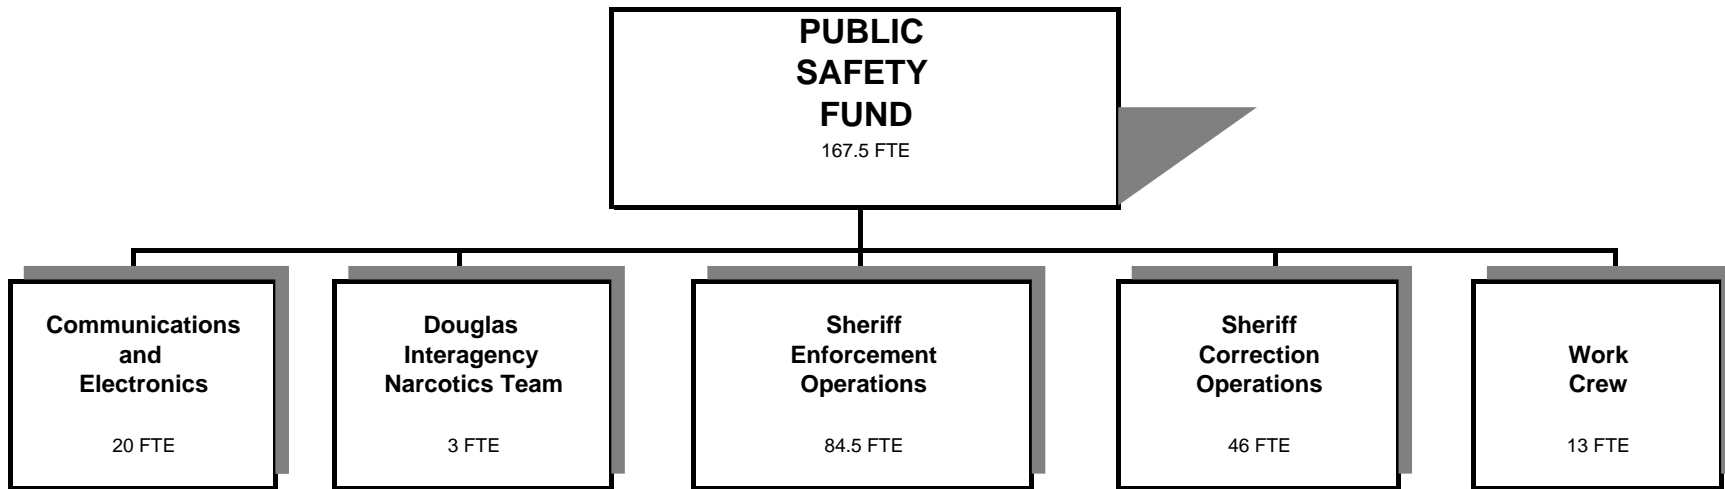 PUBLIC
SAFETY
FUND
167.5 FTE
Communications
and
Electronics
20 FTE
Douglas
Interagency
Narcotics Team
3 FTE
Sheriff
Enforcement
Operations
84.5 FTE
Sheriff
Correction
Operations
46 FTE
Work
Crew
13 FTE